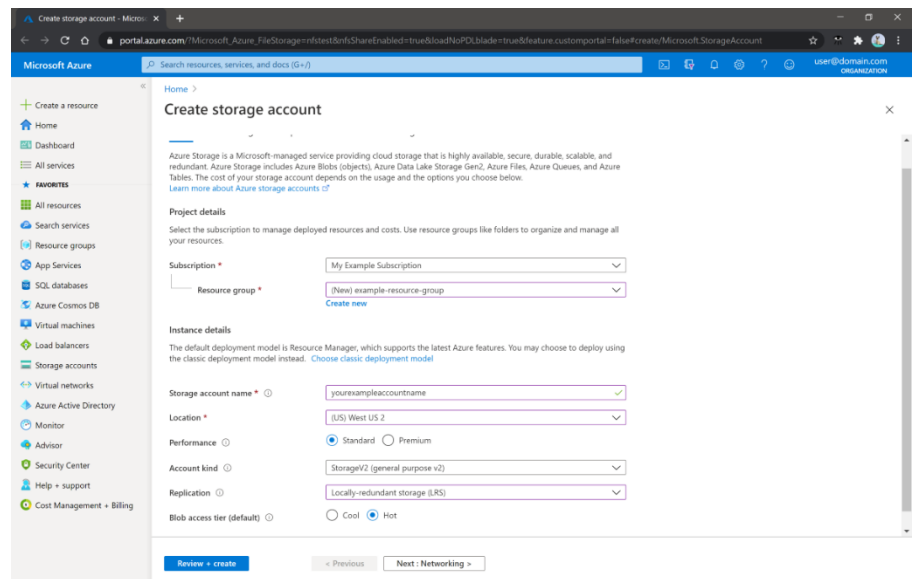 Create storage account - Micros
portal.azure.com/?Microsoft_Azure_FileStorage=nfstest&nfsShareEnabled=true&loadNoPDLblade=true&feature.customportal=false#create/Microsoft.StorageAccount
Microsoft Azure
Search resources, services, and docs (G+/)
user@domain.com
ORGANIZATION
Home >
Create storage account
Create a resource
Home
Dashboard
All services
FAVORITES
All resources
Search services
Resource groups
App Services
SQL databases
Azure Cosmos DB
Virtual machines
Load balancers
Storage accounts
Virtual networks
Azure Active Directory
Monitor
Advisor
Security Center
Help + support
Cost Management + Billing
Azure Storage is a Microsoft-managed service providing cloud storage that is highly available, secure, durable, scalable, and
redundant. Azure Storage includes Azure Blobs (objects), Azure Data Lake Storage Gen2, Azure Files, Azure Queues, and Azure
Tables. The cost of your storage account depends on the usage and the options you choose below.
Learn more about Azure storage accounts
Project details
Select the subscription to manage deployed resources and costs. Use resource groups like folders to organize and manage all
your resources.
Subscription *
My Example Subscription
Resource group *
(New) example-resource-group
Create new
Instance details
The default deployment model is Resource Manager, which supports the latest Azure features. You may choose to deploy using
the classic deployment model instead. Choose classic deployment model
Storage account name *
yourexampleaccountname
Location *
(US) West US 2
Performance
Standard Premium
Account kind
StorageV2 (general purpose v2)
Replication
Locally-redundant storage (LRS)
Blob access tier (default)
Cool Hot
Review + create
< Previous
Next : Networking >